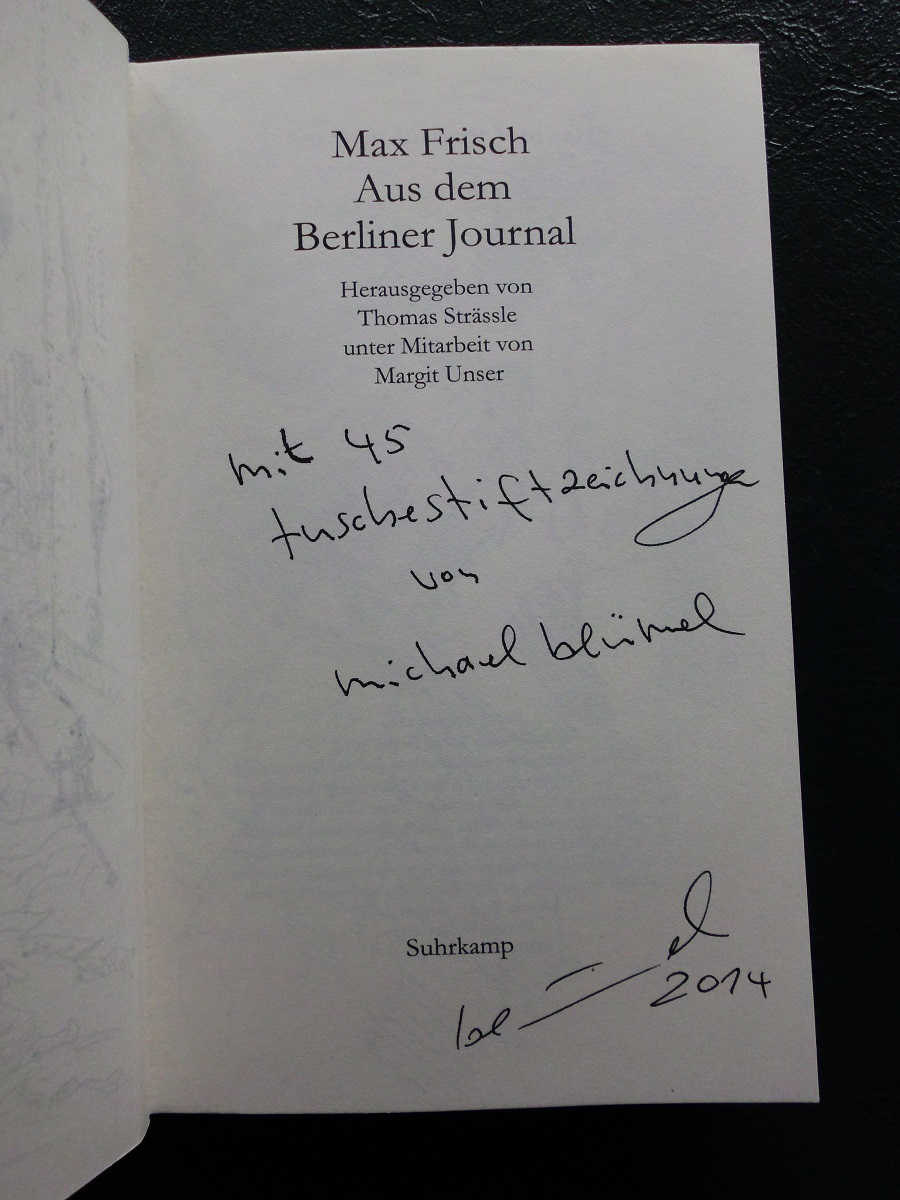 Max Frisch
Aus dem
Berliner Journal
Herausgegeben von
Thomas Strässle
unter Mitarbeit von
Margit Unser
mit 45
tuschestiftzeichnungen
von
michael blümel
Suhrkamp
2014